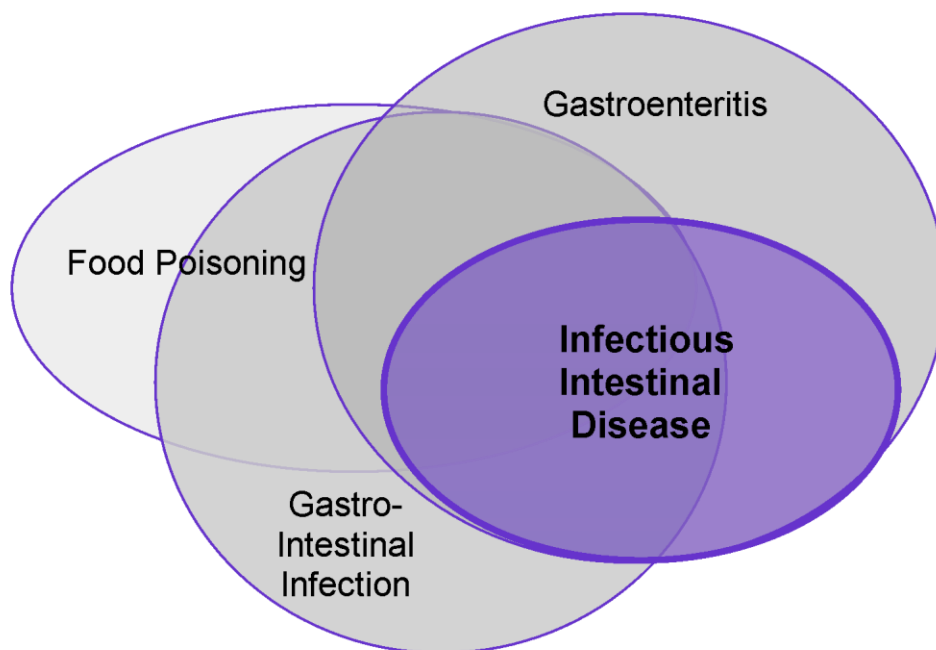 Gastroenteritis
Food Poisoning
Infectious
Intestinal
Disease
Gastro-
Intestinal
Infection